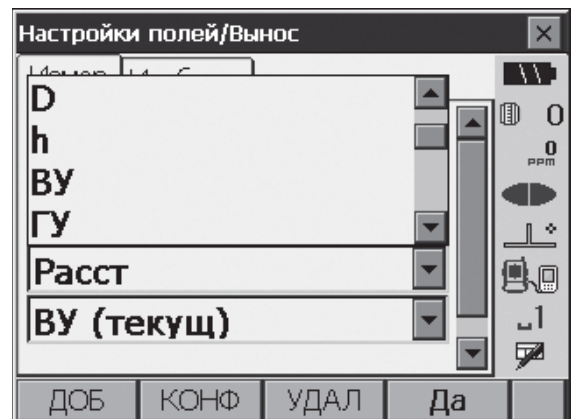 Настройки полей/Вынос
D
h
ВУ
ГУ
Расст
ВУ (текущ)
0
0
PPM
1
ДОБ КОНФ УДАЛ Да